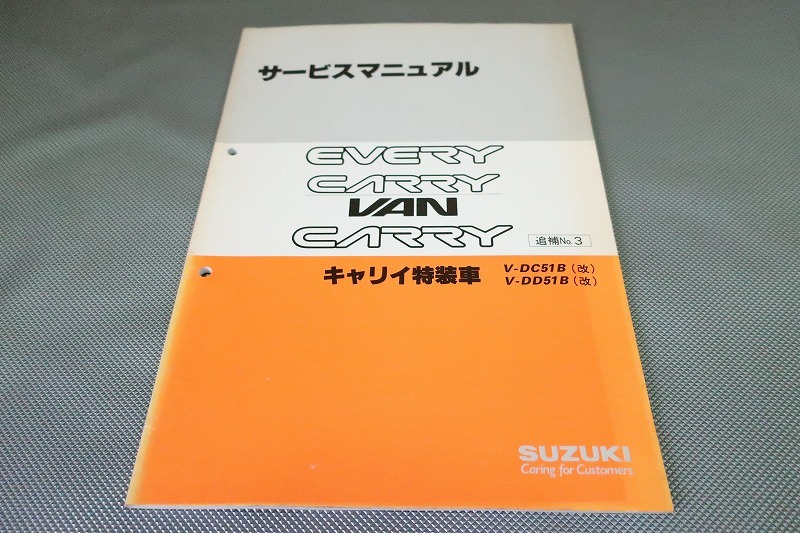 サービスマニュアル
EVERY
CARRY
VAN
CARRY
追補No.3
キャリイ特装車
V-DC51B(改)
V-DD51B(改)
SUZUKI
Caring for Customers